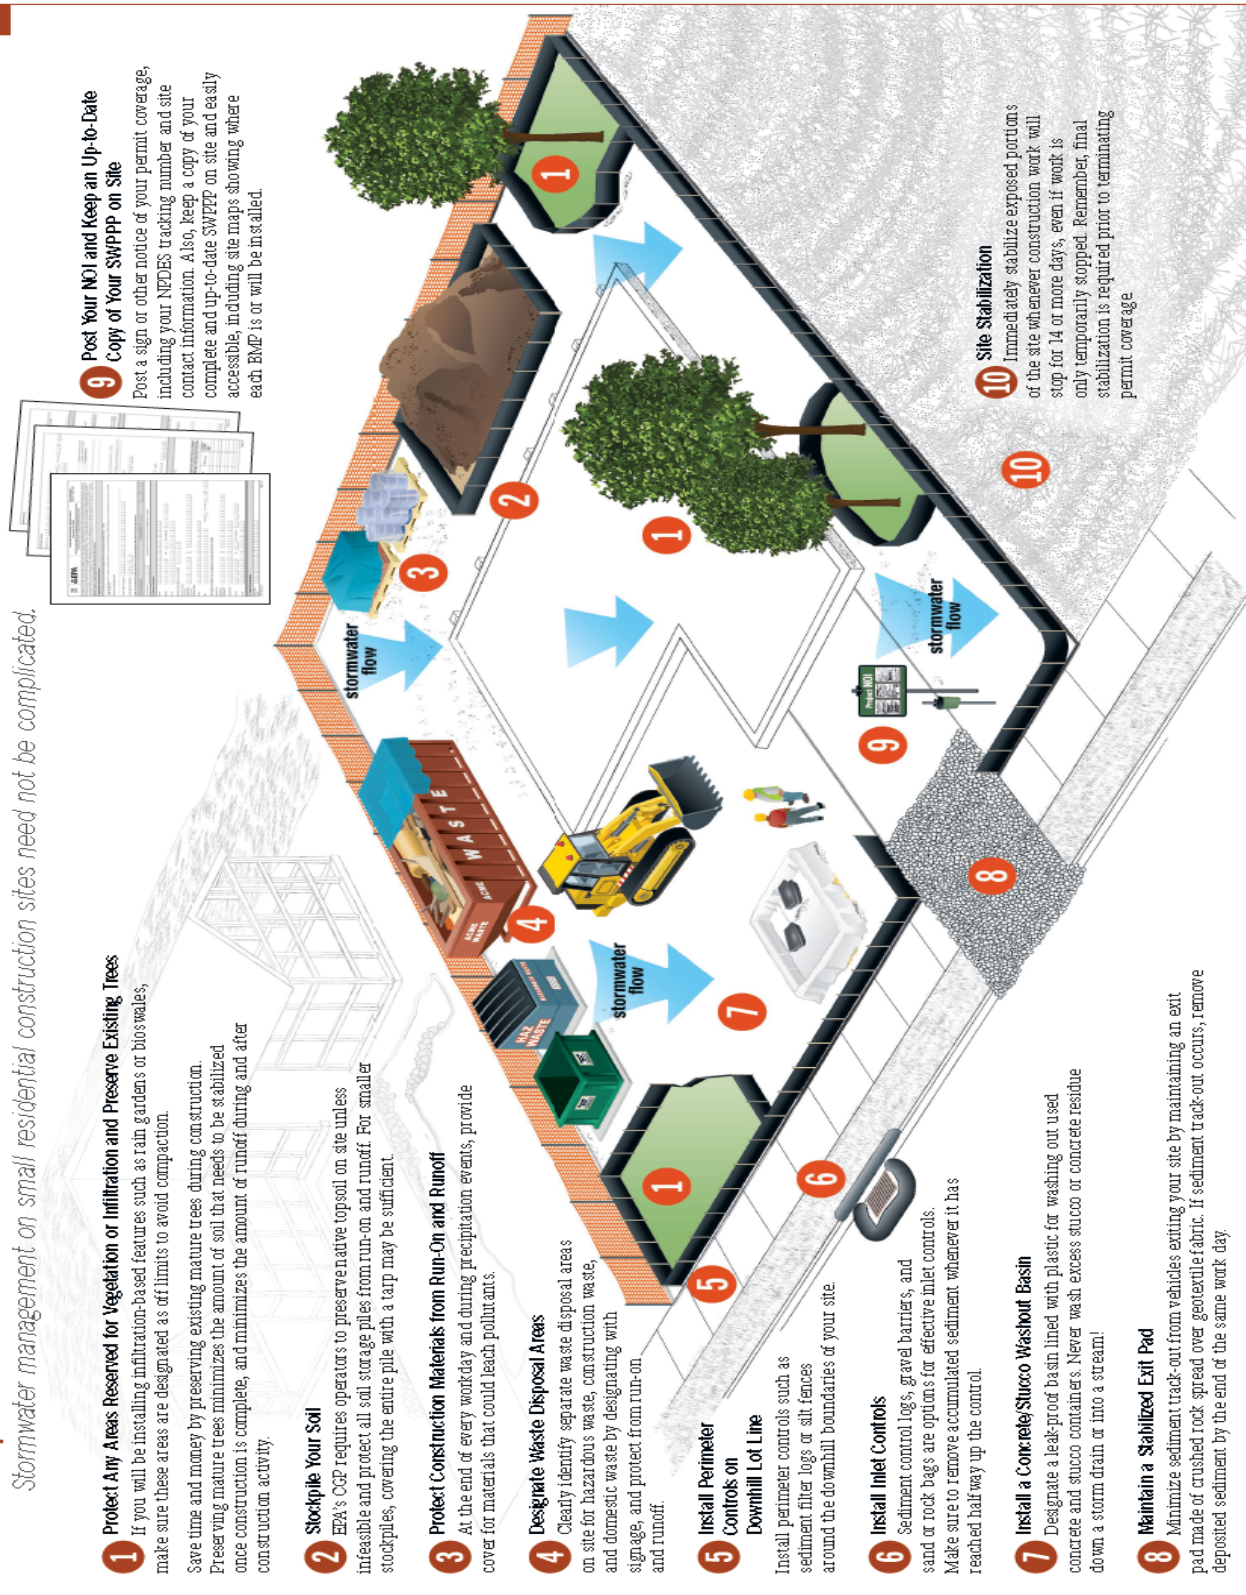 Stormwater management on small residential construction sites need not be complicated.
1 Protect Any Areas Reserved for Vegetation or Infiltration and Preserve Existing Trees
If you will be installing infiltration-based features such as rain gardens or bioswales,
make sure these areas are designated as off limits to avoid compaction.
Save time and money by preserving existing mature trees during construction.
Preserving mature trees minimizes the amount of soil that needs to be stabilized
once construction is complete, and minimizes the amount of runoff during and after
construction activity.
2 Stockpile Your Soil
EPA's CGP requires operators to preserve native topsoil on site unless
infeasible and protect all soil storage piles from run-on and runoff. For smaller
stockpiles, covering the entire pile with a tarp may be sufficient.
3 Protect Construction Materials from Run-On and Runoff
At the end of every workday and during precipitation events, provide
cover for materials that could leach pollutants.
4 Designate Waste Disposal Areas
Clearly identify separate waste disposal areas
on site for hazardous waste, construction waste,
and domestic waste by designating with
signage, and protect from run-on
and runoff.
5 Install Perimeter
Controls on
Downhill Lot Line
Install perimeter controls such as
sediment filter logs or silt fences
around the downhill boundaries of your site.
6 Install Inlet Controls
Sediment control logs, gravel barriers, and
sand or rock bags are options for effective inlet controls.
Make sure to remove accumulated sediment whenever it has
reached halfway up the control.
7 Install a Concrete/Stucco Washout Basin
Designate a leak-proof basin lined with plastic for washing out used
concrete and stucco containers. Never wash excess stucco or concrete residue
down a storm drain or into a stream!
8 Maintain a Stabilized Exit Pad
Minimize sediment track-out from vehicles exiting your site by maintaining an exit
pad made of crushed rock spread over geotextile fabric. If sediment track-out occurs, remove
deposited sediment by the end of the same work day.
9 Post Your NOI and Keep an Up-to-Date
Copy of Your SWPPP on Site
Post a sign or other notice of your permit coverage,
including your NPDES tracking number and site
contact information. Also, keep a copy of your
complete and up-to-date SWPPP on site and easily
accessible, including site maps showing where
each BMP is or will be installed.
10 Site Stabilization
Immediately stabilize exposed portions
of the site whenever construction work will
stop for 14 or more days, even if work is
only temporarily stopped. Remember, final
stabilization is required prior to terminating
permit coverage
EPA
stormwater
flow
stormwater
flow
stormwater
flow
WASTE
ACME
ACME
WASTE
HAZ
WASTE
Project NOI
1
1
1
2
3
4
5
6
7
8
9
10